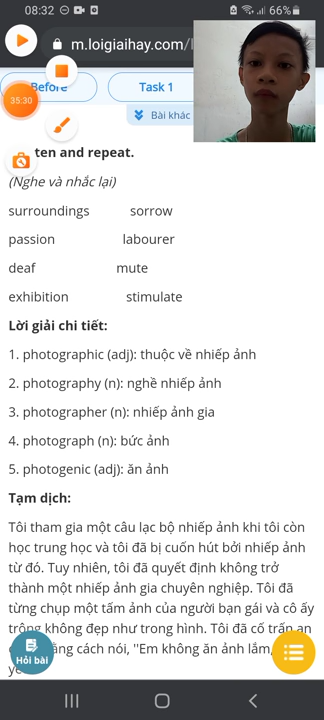 08:32
66%
m.loigiaihay.com/
Before
Task 1
35:30
Bài khác
ten and repeat.
(Nghe và nhắc lại)
surroundings sorrow
passion labourer
deaf mute
exhibition stimulate
Lời giải chi tiết:
1. photographic (adj): thuộc về nhiếp ảnh
2. photography (n): nghề nhiếp ảnh
3. photographer (n): nhiếp ảnh gia
4. photograph (n): bức ảnh
5. photogenic (adj): ăn ảnh
Tạm dịch:
Tôi tham gia một câu lạc bộ nhiếp ảnh khi tôi còn
học trung học và tôi đã bị cuốn hút bởi nhiếp ảnh
từ đó. Tuy nhiên, tôi đã quyết định không trở
thành một nhiếp ảnh gia chuyên nghiệp. Tôi đã
từng chụp một tấm ảnh của người bạn gái và cô ấy
trông không đẹp như trong hình. Tôi đã cố trấn an
bằng cách nói, "Em không ăn ảnh lắm,
Hỏi bài